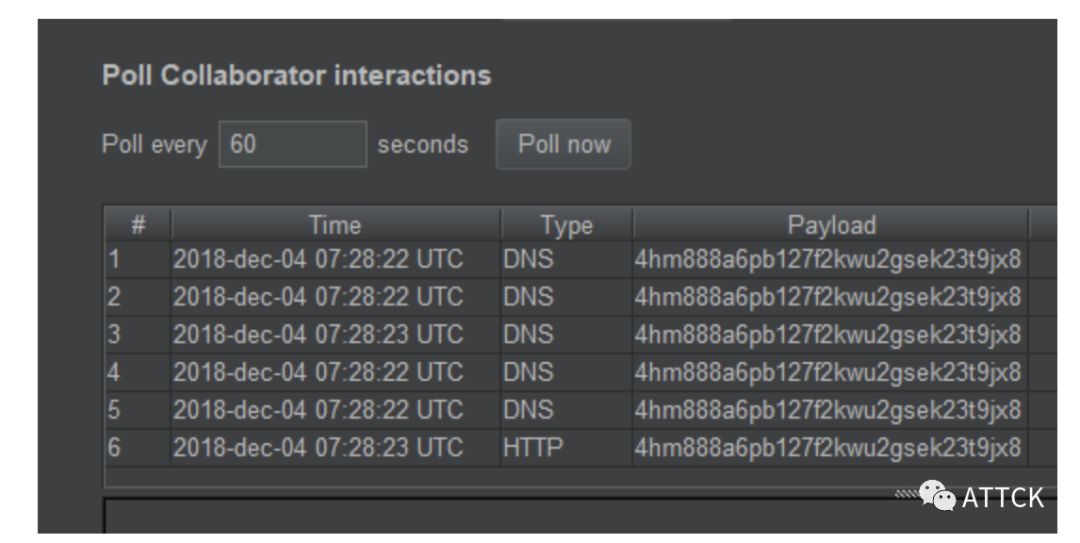 Poll Collaborator interactions
Poll every 60 seconds Poll now
# Time Type Payload
1 2018-dec-04 07:28:22 UTC DNS 4hm888a6pb127f2kwu2gsek23t9jx8
2 2018-dec-04 07:28:22 UTC DNS 4hm888a6pb127f2kwu2gsek23t9jx8
3 2018-dec-04 07:28:23 UTC DNS 4hm888a6pb127f2kwu2gsek23t9jx8
4 2018-dec-04 07:28:22 UTC DNS 4hm888a6pb127f2kwu2gsek23t9jx8
5 2018-dec-04 07:28:22 UTC DNS 4hm888a6pb127f2kwu2gsek23t9jx8
6 2018-dec-04 07:28:23 UTC HTTP 4hm888a6pb127f2kwu2gsek23t9jx8
ATTCK